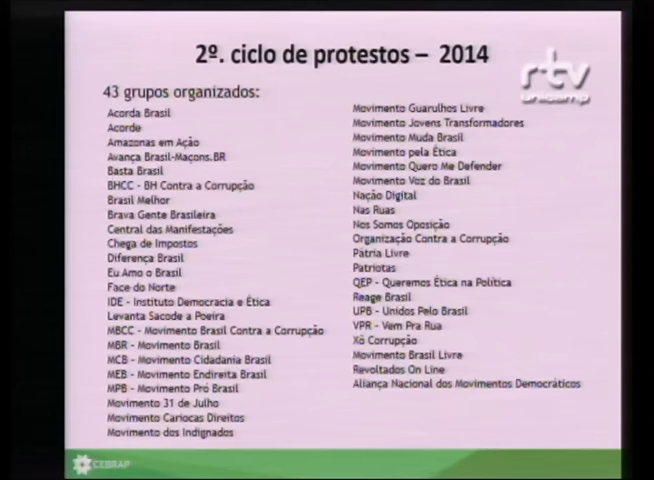 2º. ciclo de protestos – 2014
rtv
unicamp
43 grupos organizados:
Acorda Brasil
Acorde
Amazonas em Ação
Avança Brasil-Maçons.BR
Basta Brasil
BHCC - BH Contra a Corrupção
Brasil Melhor
Brava Gente Brasileira
Central das Manifestações
Chega de Impostos
Diferença Brasil
Eu Amo o Brasil
Face do Norte
IDE - Instituto Democracia e Ética
Levanta Sacode a Poeira
MBCC - Movimento Brasil Contra a Corrupção
MBR - Movimento Brasil
MCB - Movimento Cidadania Brasil
MEB - Movimento Endireita Brasil
MPB - Movimento Pró Brasil
Movimento 31 de Julho
Movimento Cariocas Direitos
Movimento dos Indignados
Movimento Guarulhos Livre
Movimento Jovens Transformadores
Movimento Muda Brasil
Movimento pela Ética
Movimento Quero Me Defender
Movimento Voz do Brasil
Nação Digital
Nas Ruas
Nos Somos Oposição
Organização Contra a Corrupção
Pátria Livre
Patriotas
QEP - Queremos Ética na Política
Reage Brasil
UPB - Unidos Pelo Brasil
VPR - Vem Pra Rua
Xô Corrupção
Movimento Brasil Livre
Revoltados On Line
Aliança Nacional dos Movimentos Democráticos
CEBRAP